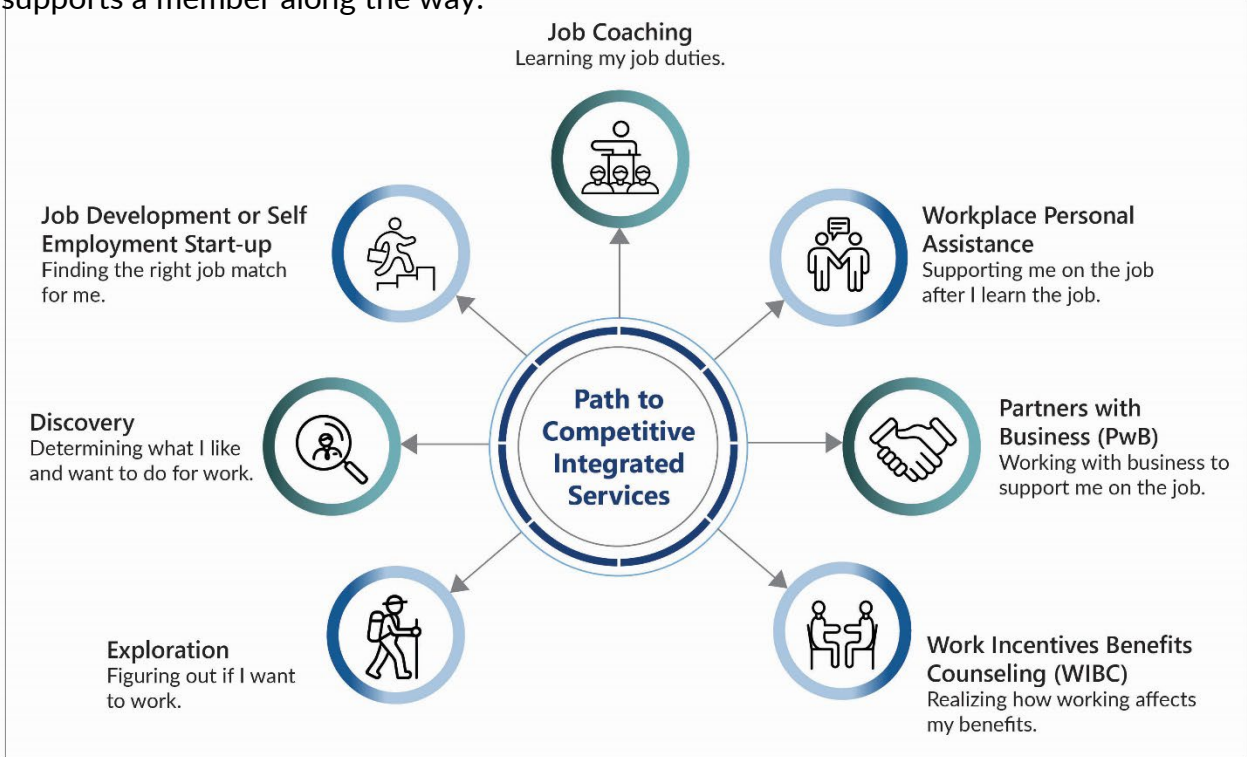 supports a member along the way.
Job Coaching
Learning my job duties.
Job Development or Self
Employment Start-up
Finding the right job match
for me.
Workplace Personal
Assistance
Supporting me on the job
after I learn the job.
Discovery
Determining what I like
and want to do for work.
Path to
Competitive
Integrated
Services
Partners with
Business (PwB)
Working with business to
support me on the job.
Exploration
Figuring out if I want
to work.
Work Incentives Benefits
Counseling (WIBC)
Realizing how working affects
my benefits.